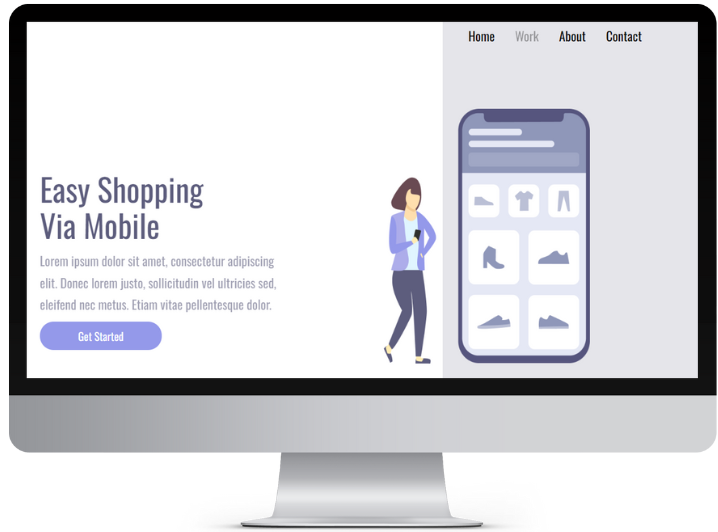 Home Work About Contact
Easy Shopping
Via Mobile
Lorem ipsum dolor sit amet, consectetur adipiscing
elit. Donec lorem justo, sollicitudin vel ultricies sed,
eleifend nec metus. Etiam vitae pellentesque dolor.
Get Started